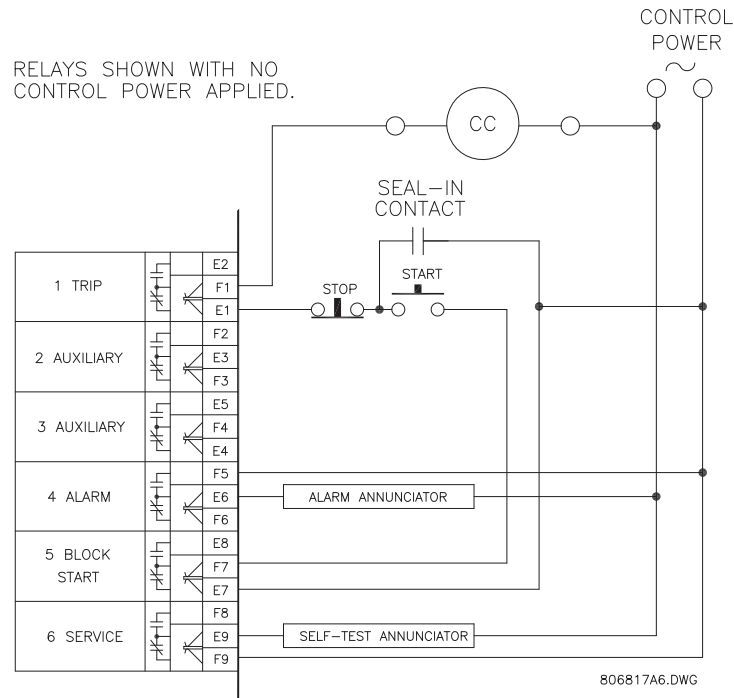 CONTROL
POWER
RELAYS SHOWN WITH NO
CONTROL POWER APPLIED.
CC
SEAL-IN
CONTACT
START
STOP
1 TRIP
E2
F1
E1
2 AUXILIARY
F2
E3
F3
3 AUXILIARY
E5
F4
E4
4 ALARM
F5
E6
F6
ALARM ANNUNCIATOR
5 BLOCK
START
E8
F7
E7
6 SERVICE
F8
E9
F9
SELF-TEST ANNUNCIATOR
806817A6.DWG